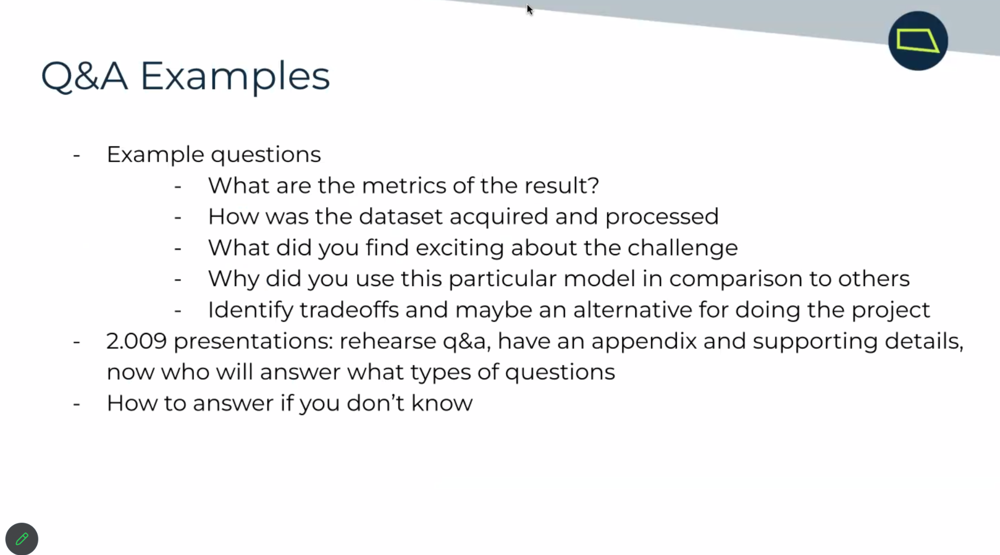 Q&A Examples
- Example questions
- What are the metrics of the result?
- How was the dataset acquired and processed
- What did you find exciting about the challenge
- Why did you use this particular model in comparison to others
- Identify tradeoffs and maybe an alternative for doing the project
- 2.009 presentations: rehearse q&a, have an appendix and supporting details,
now who will answer what types of questions
- How to answer if you don’t know